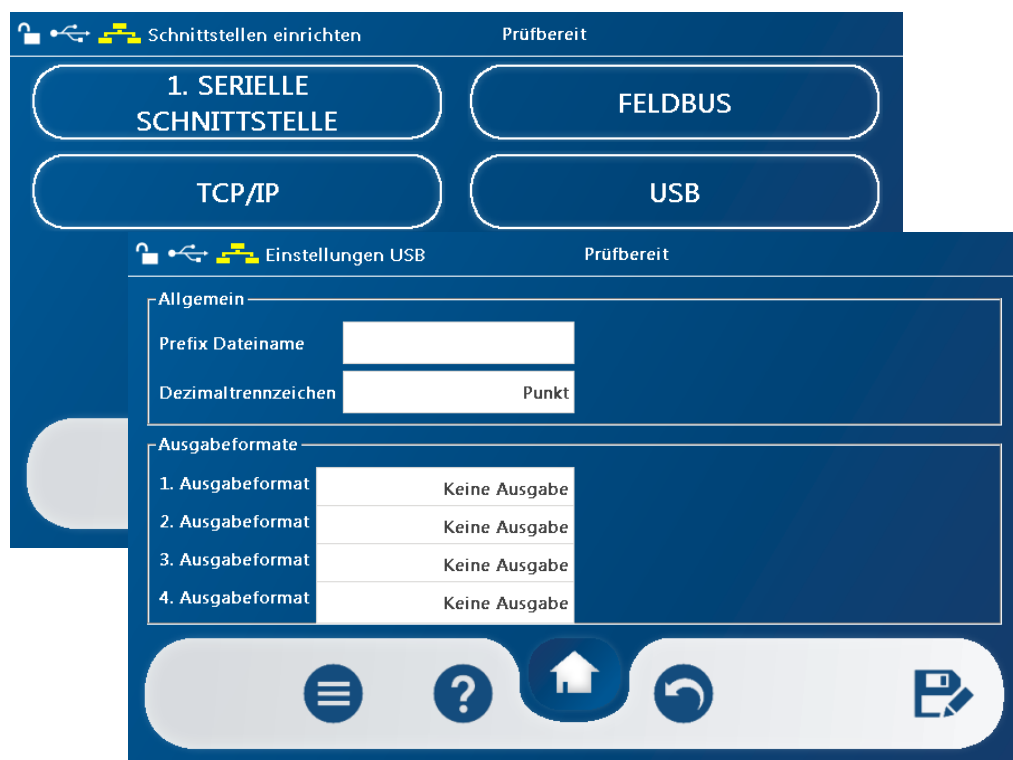 Schnittstellen einrichten
Prüfbereit
1. SERIELLE
SCHNITTSTELLE
FELDBUS
TCP/IP
USB
Einstellungen USB
Prüfbereit
Allgemein
Prefix Dateiname
Dezimaltrennzeichen
Punkt
Ausgabeformate
1. Ausgabeformat
Keine Ausgabe
2. Ausgabeformat
Keine Ausgabe
3. Ausgabeformat
Keine Ausgabe
4. Ausgabeformat
Keine Ausgabe
?